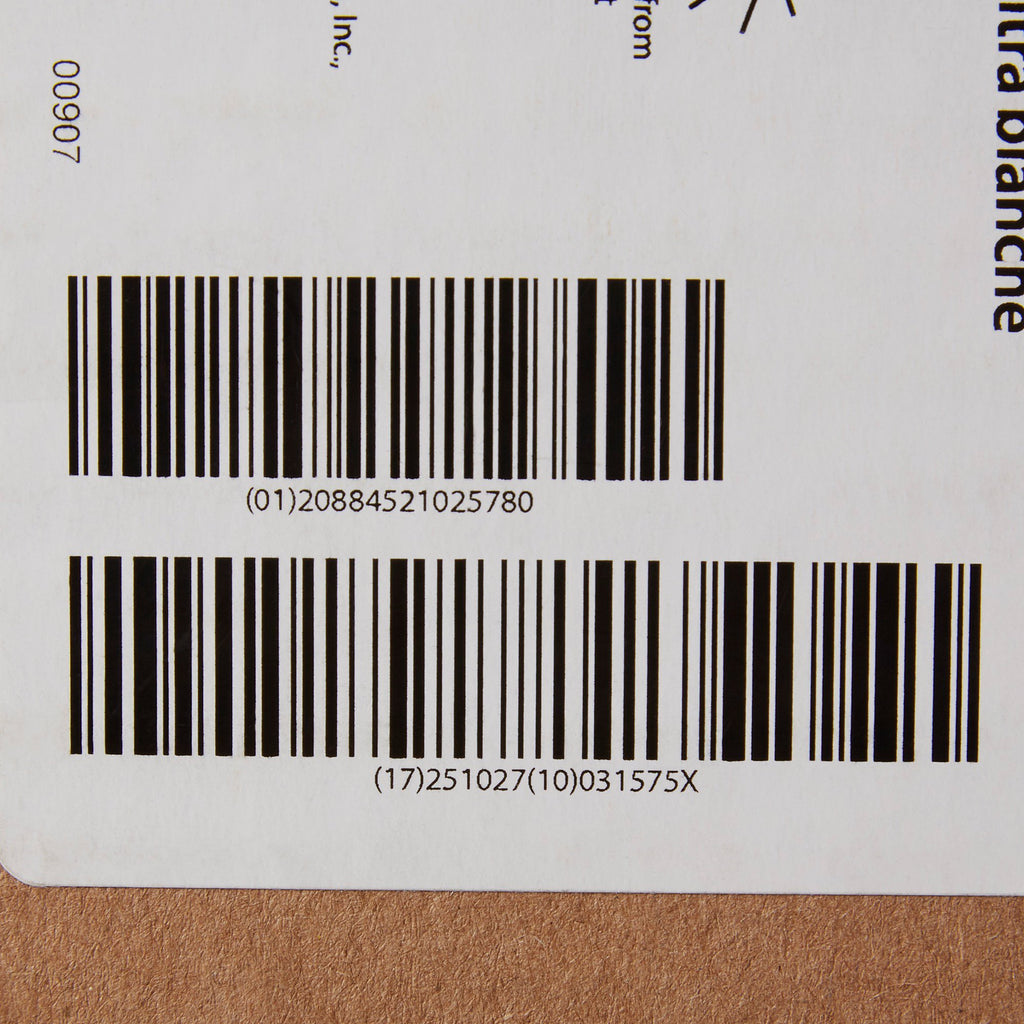 , Inc.,
from
00907
ltra blanche
(01)20884521025780
(17)251027(10)031575X